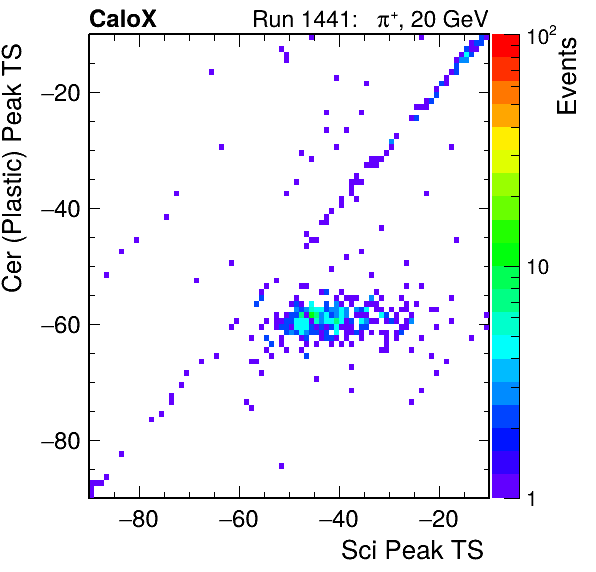 CaloX
Run 1441: π⁺, 20 GeV
Cer (Plastic) Peak TS
Events
10²
10
1
−20
−40
−60
−80
−80 −60 −40 −20
Sci Peak TS